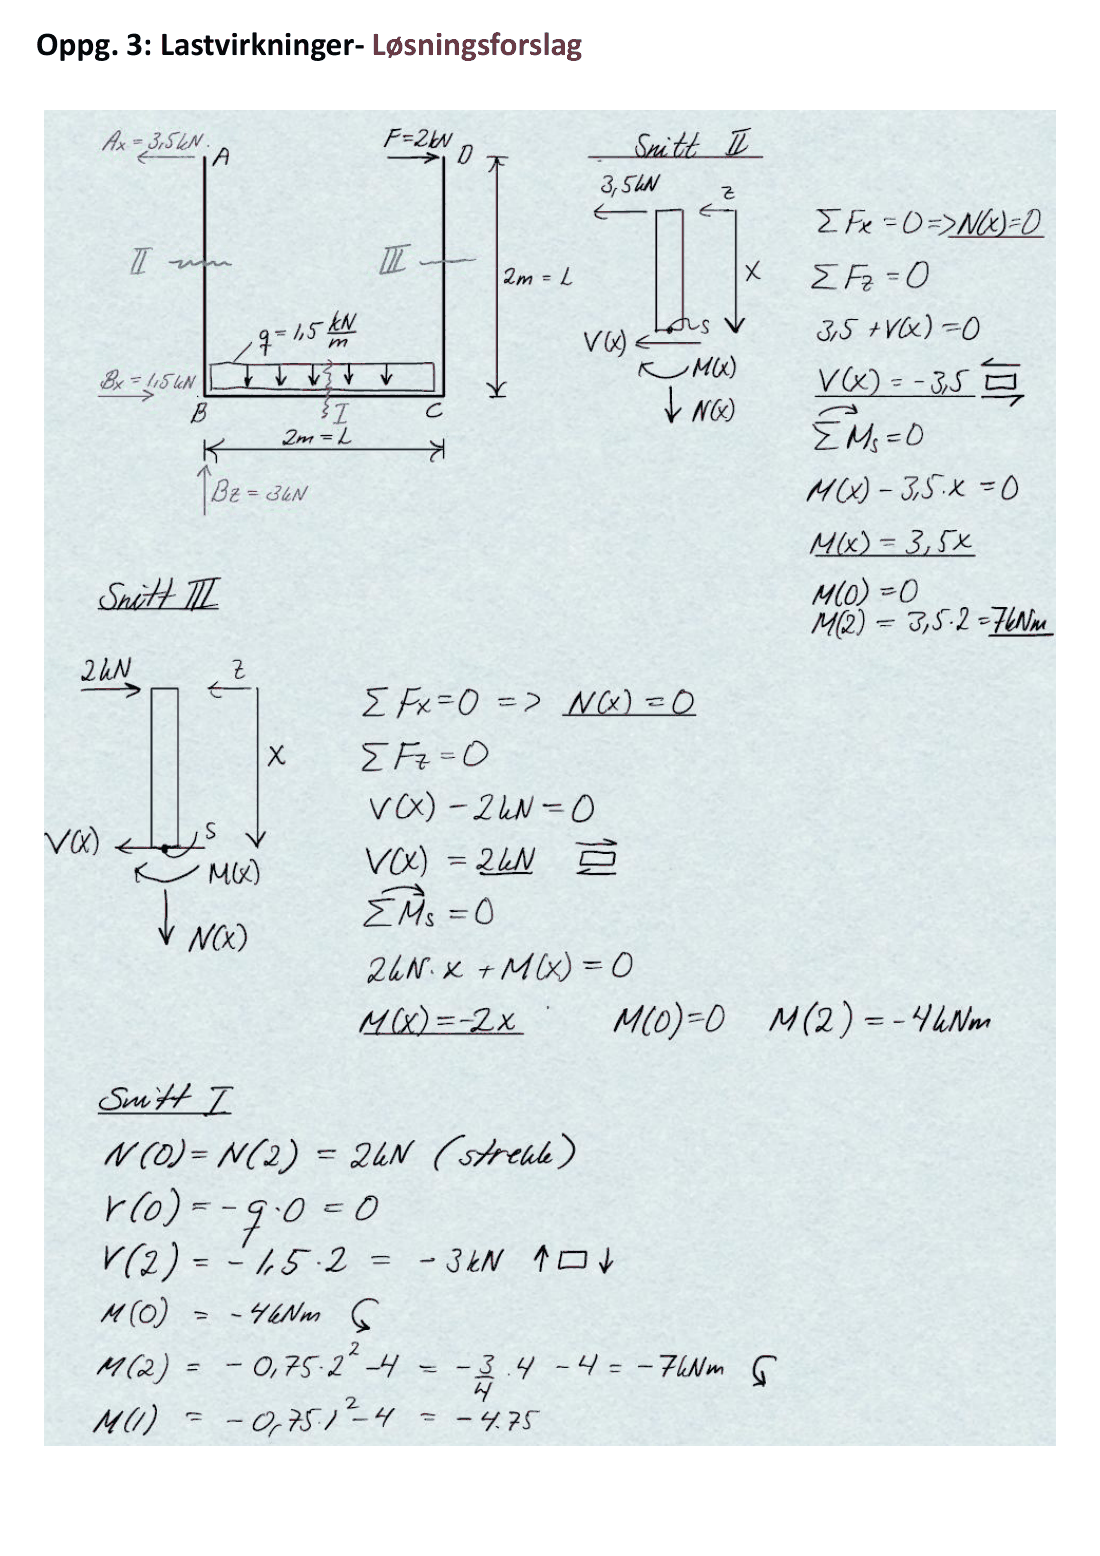 Oppg. 3: Lastvirkninger- Løsningsforslag
Ax = 3,5kN
A
F=2kN
D
II
III
2m = L
q = 1,5 kN/m
Bx = 1,5kN
B
I
C
2m = L
Bz = 3kN
Snitt II
3,5kN
z
x
S
V(x)
M(x)
N(x)
ΣFx = 0 => N(x)=0
ΣFz = 0
3,5 + V(x) = 0
V(x) = -3,5
ΣMs = 0
M(x) - 3,5·x = 0
M(x) = 3,5x
M(0) = 0
M(2) = 3,5·2 = 7kNm
Snitt III
2kN
z
x
S
V(x)
M(x)
N(x)
ΣFx = 0 => N(x) = 0
ΣFz = 0
V(x) - 2kN = 0
V(x) = 2kN
ΣMs = 0
2kN·x + M(x) = 0
M(x) = -2x M(0)=0 M(2) = -4kNm
Snitt I
N(0) = N(2) = 2kN (strekk)
V(0) = -q·0 = 0
V(2) = -1,5·2 = -3kN ↑□↓
M(0) = -4kNm
M(2) = -0,75·2² -4 = -3/4·4 -4 = -7kNm
M(1) = -0,75·1² -4 = -4.75